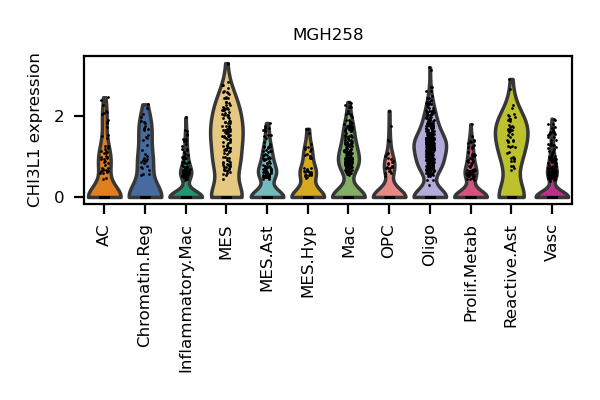 MGH258
CHI3L1 expression
2
0
AC
Chromatin.Reg
Inflammatory.Mac
MES
MES.Ast
MES.Hyp
Mac
OPC
Oligo
Prolif.Metab
Reactive.Ast
Vasc